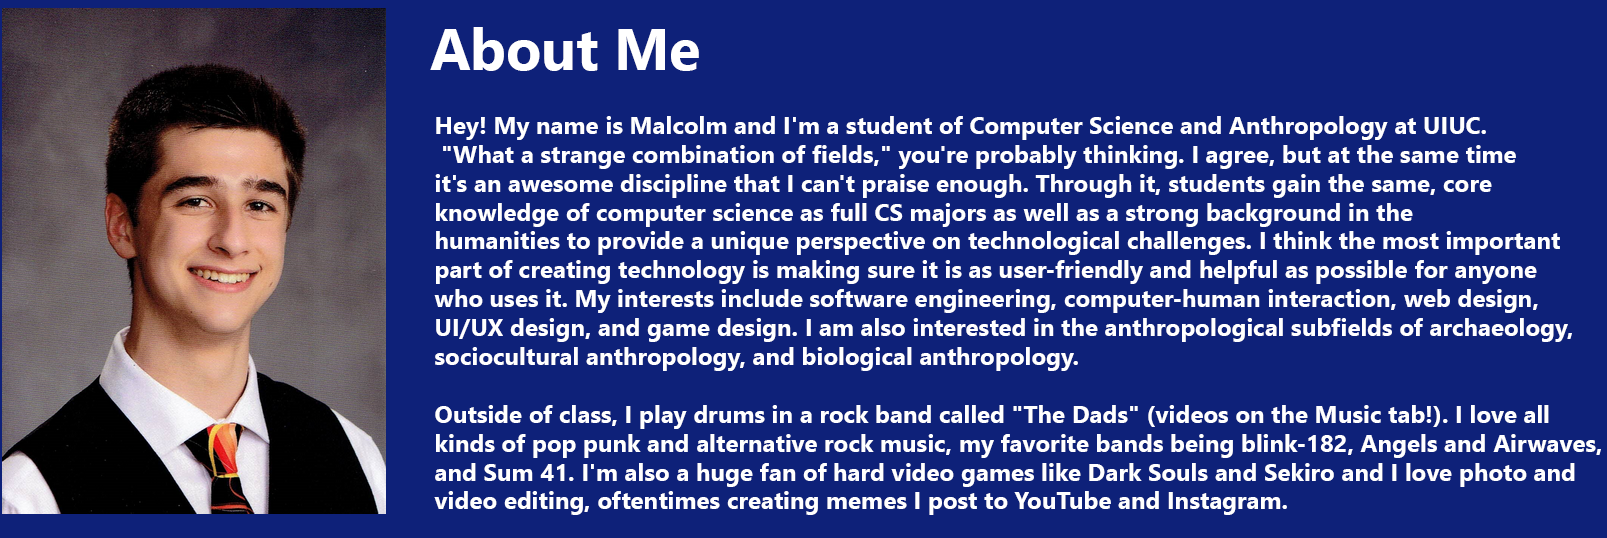 About Me
Hey! My name is Malcolm and I'm a student of Computer Science and Anthropology at UIUC.
"What a strange combination of fields," you're probably thinking. I agree, but at the same time
it's an awesome discipline that I can't praise enough. Through it, students gain the same, core
knowledge of computer science as full CS majors as well as a strong background in the
humanities to provide a unique perspective on technological challenges. I think the most important
part of creating technology is making sure it is as user-friendly and helpful as possible for anyone
who uses it. My interests include software engineering, computer-human interaction, web design,
UI/UX design, and game design. I am also interested in the anthropological subfields of archaeology,
sociocultural anthropology, and biological anthropology.
Outside of class, I play drums in a rock band called "The Dads" (videos on the Music tab!). I love all
kinds of pop punk and alternative rock music, my favorite bands being blink-182, Angels and Airwaves,
and Sum 41. I'm also a huge fan of hard video games like Dark Souls and Sekiro and I love photo and
video editing, oftentimes creating memes I post to YouTube and Instagram.